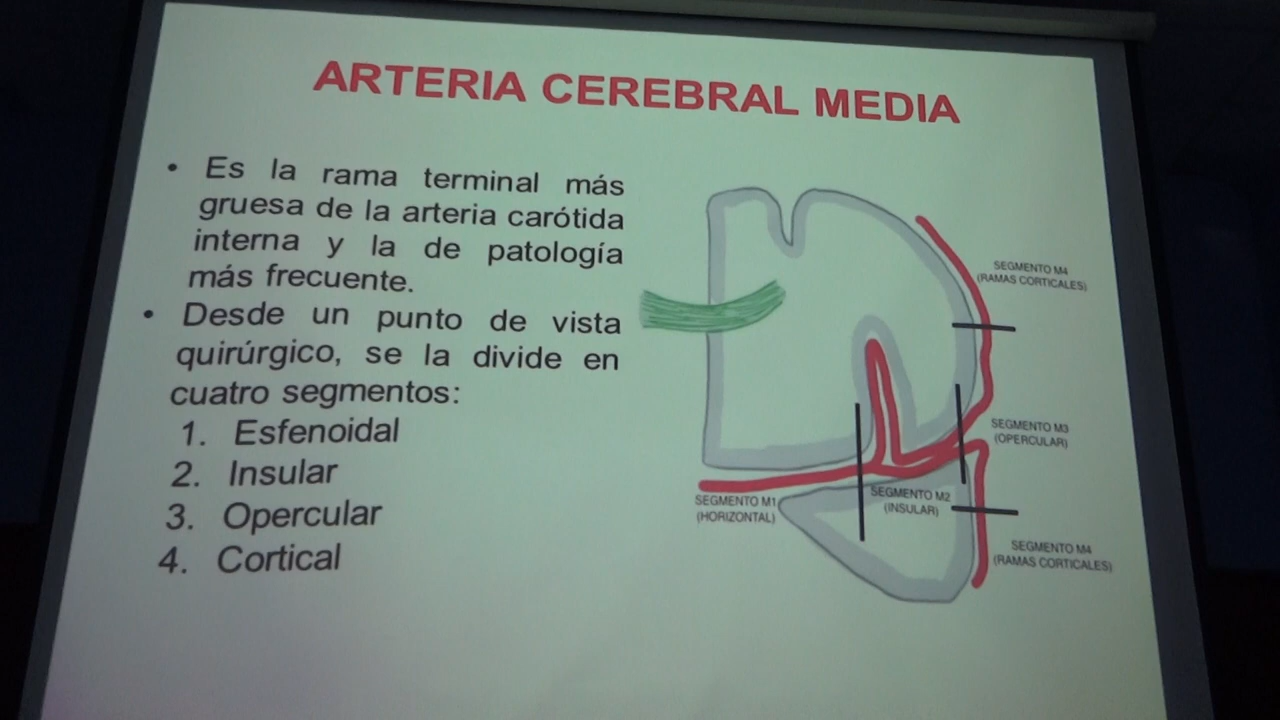 ARTERIA CEREBRAL MEDIA
• Es la rama terminal más
gruesa de la arteria carótida
interna y la de patología
más frecuente.
• Desde un punto de vista
quirúrgico, se la divide en
cuatro segmentos:
1. Esfenoidal
2. Insular
3. Opercular
4. Cortical
SEGMENTO M4
(RAMAS CORTICALES)
SEGMENTO M3
(OPERCULAR)
SEGMENTO M1
(HORIZONTAL)
SEGMENTO M2
(INSULAR)
SEGMENTO M4
(RAMAS CORTICALES)